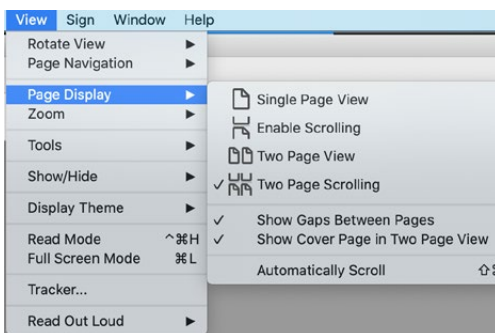 View Sign Window Help
Rotate View
Page Navigation
Page Display
Zoom
Tools
Show/Hide
Display Theme
Read Mode ^⌘H
Full Screen Mode ⌘L
Tracker...
Read Out Loud
Single Page View
Enable Scrolling
Two Page View
✓ Two Page Scrolling
✓ Show Gaps Between Pages
✓ Show Cover Page in Two Page View
Automatically Scroll ⇧